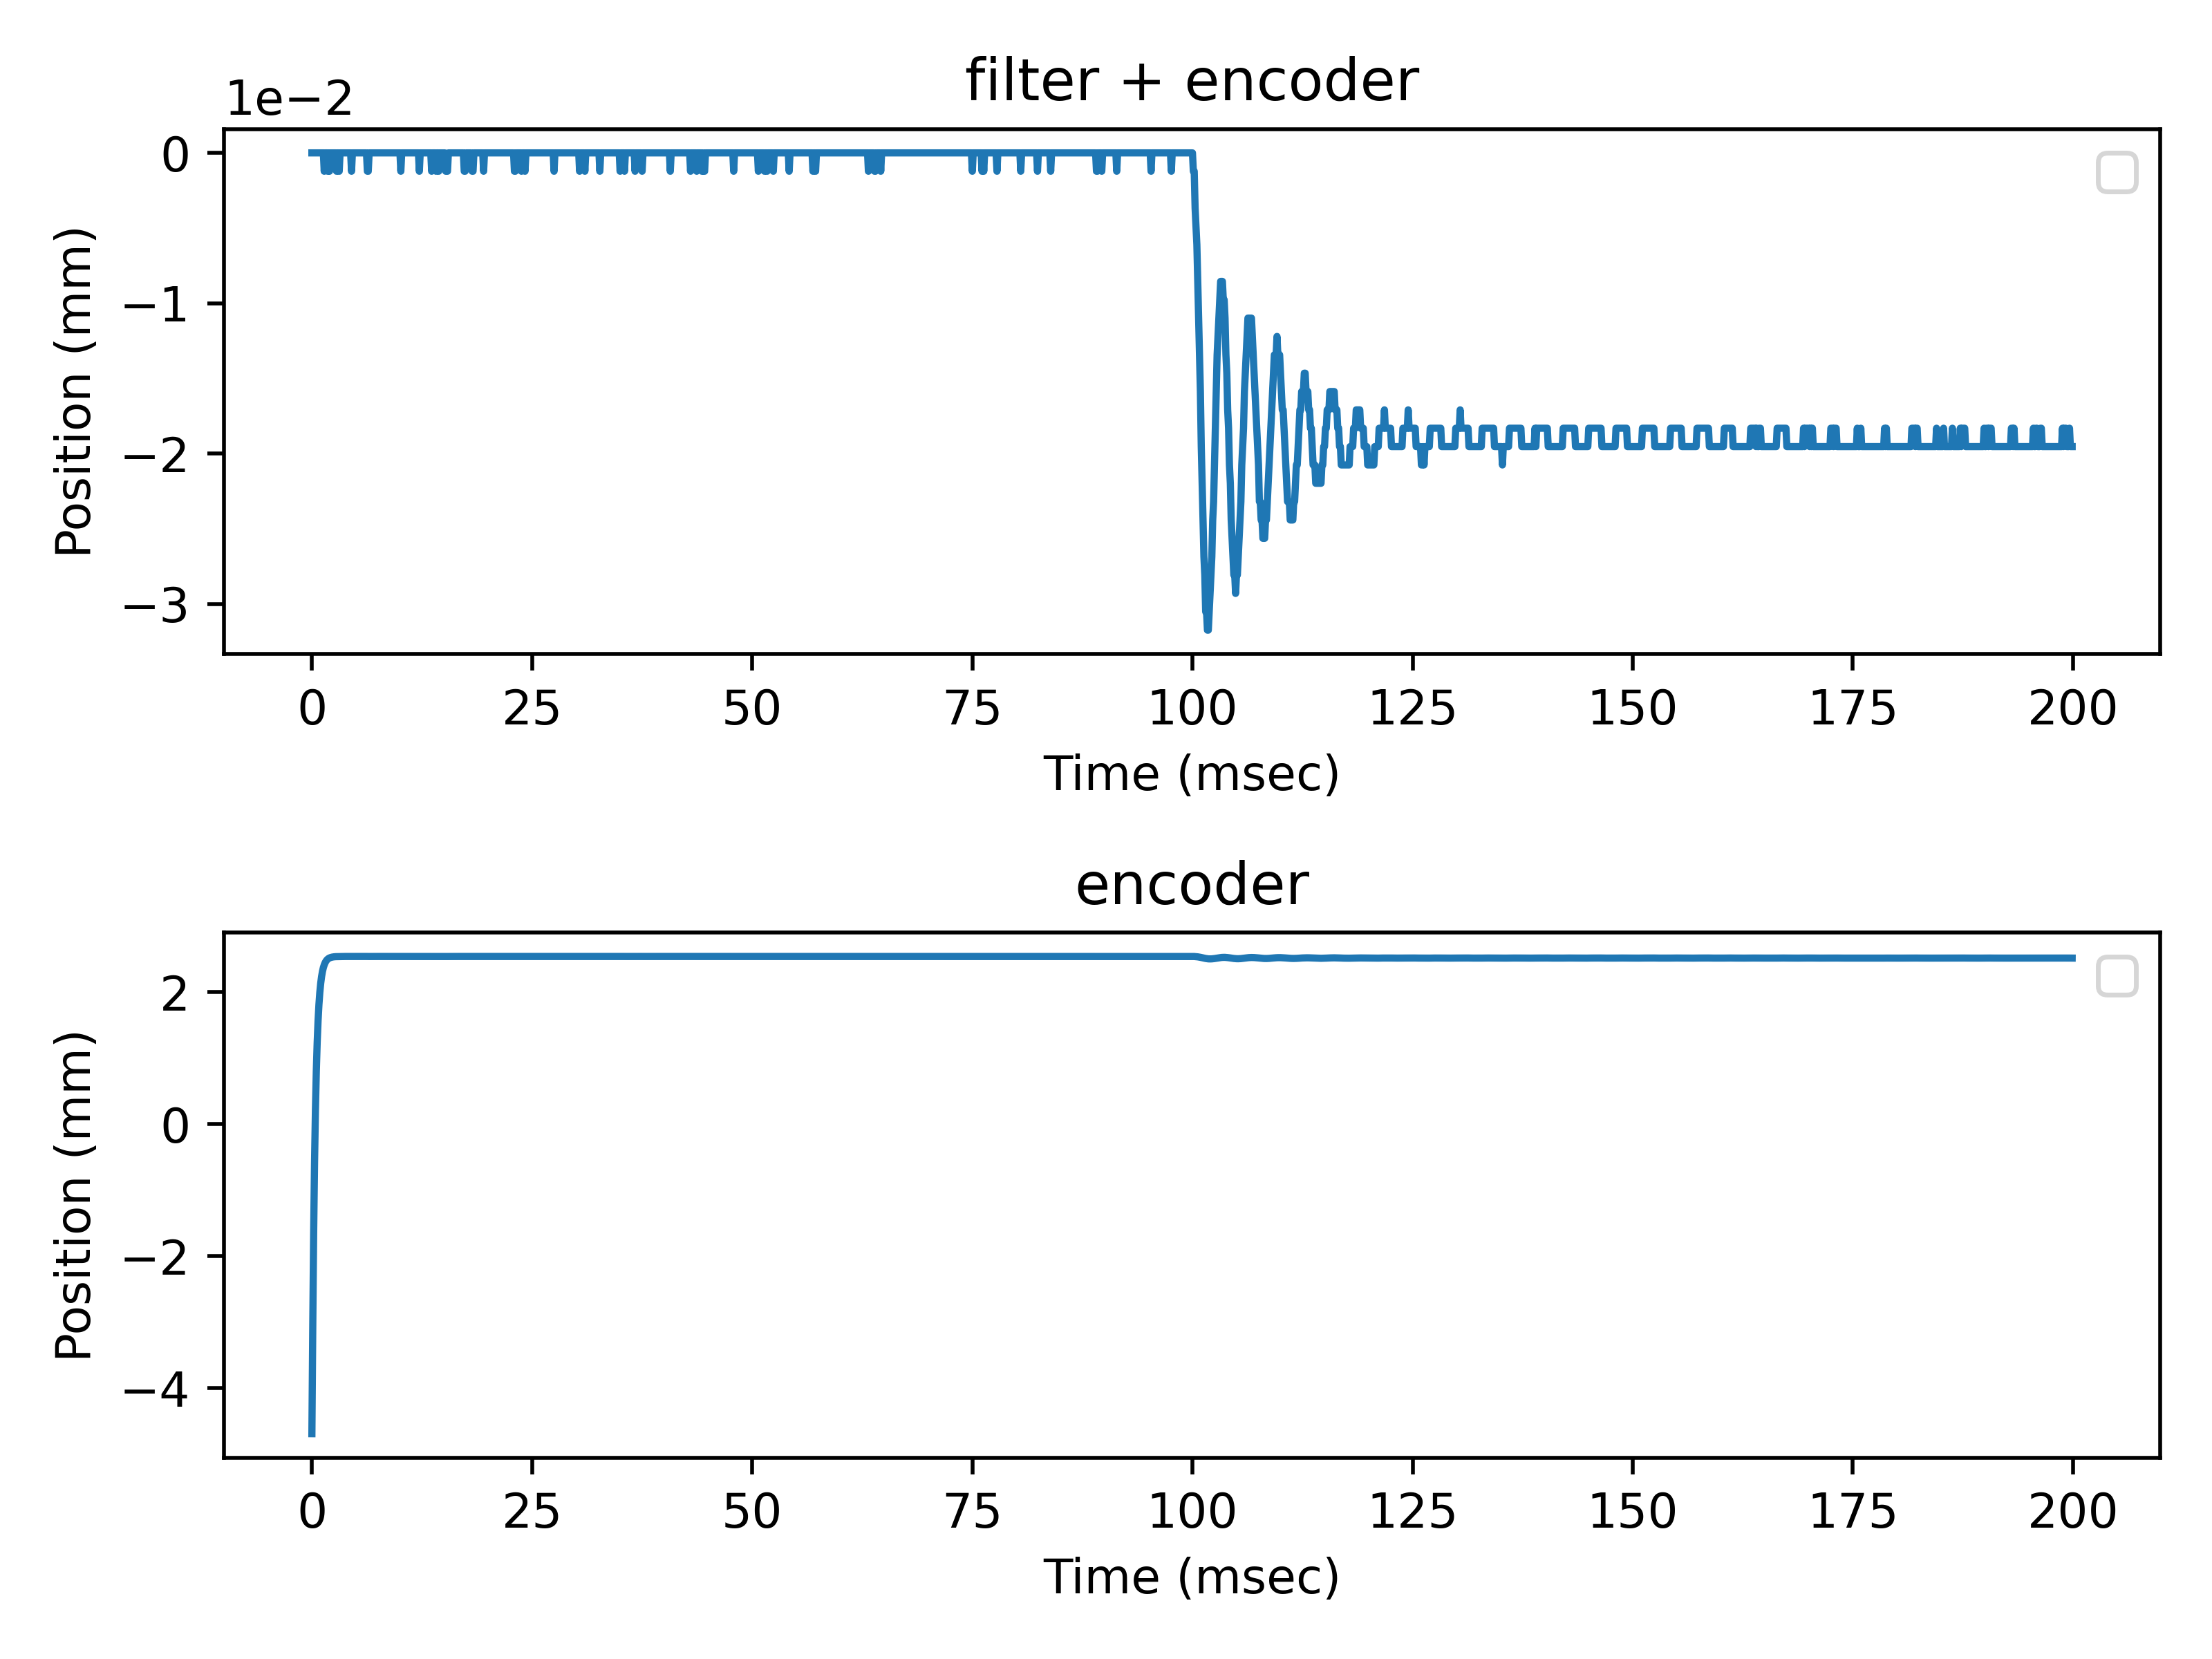 filter + encoder
1e−2
0
−1
−2
−3
Position (mm)
0 25 50 75 100 125 150 175 200
Time (msec)
encoder
2
0
−2
−4
Position (mm)
0 25 50 75 100 125 150 175 200
Time (msec)